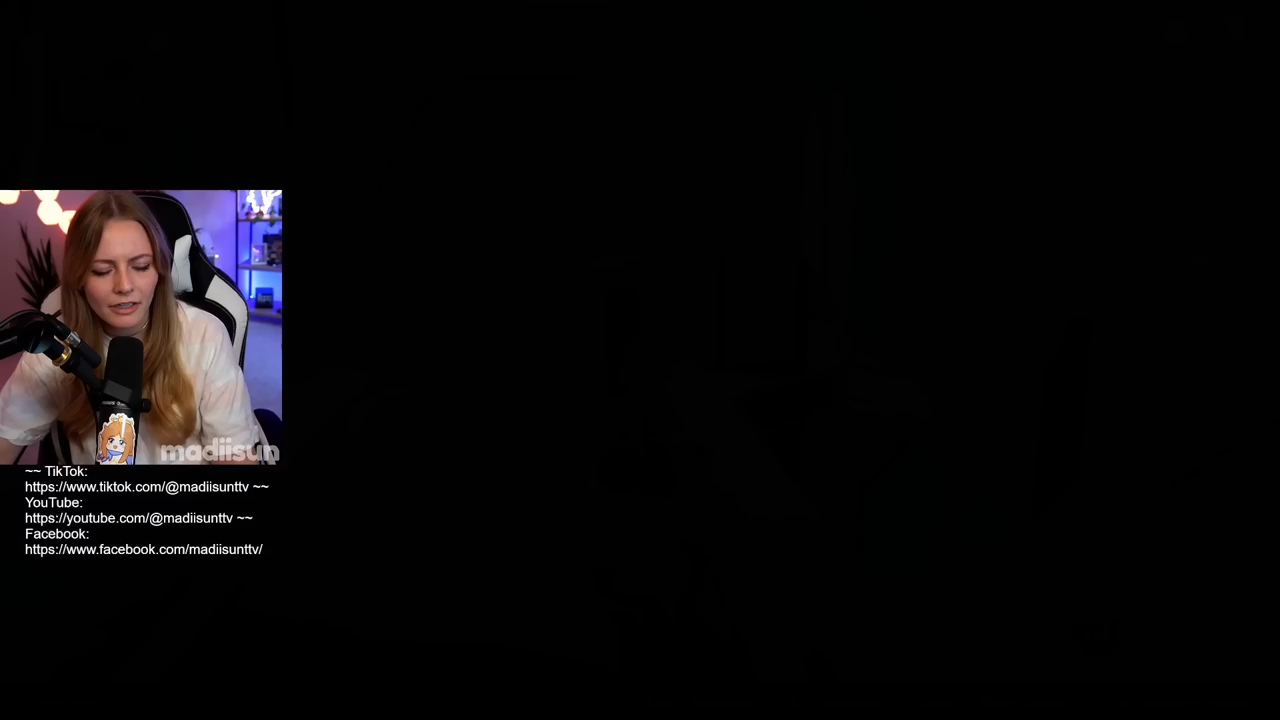 madiisun
~~ TikTok:
https://www.tiktok.com/@madiisunttv ~~
YouTube:
https://youtube.com/@madiisunttv ~~
Facebook:
https://www.facebook.com/madiisunttv/